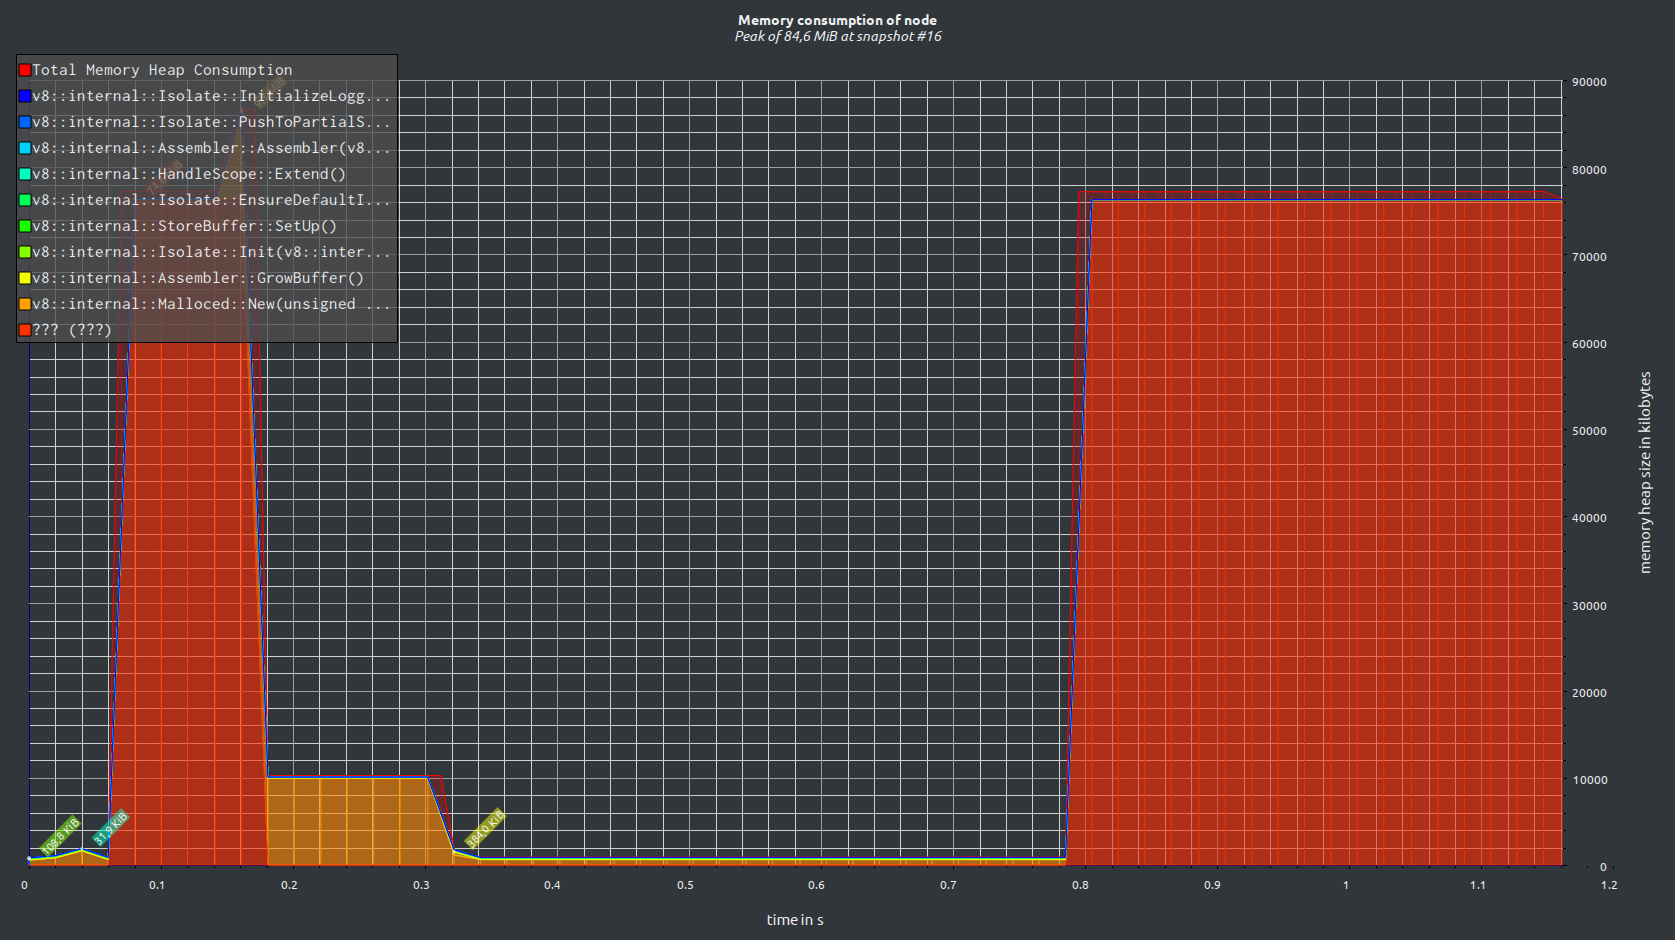 Memory consumption of node
Peak of 84,6 MiB at snapshot #16
Total Memory Heap Consumption
v8::internal::Isolate::InitializeLogg...
v8::internal::Isolate::PushToPartialS...
v8::internal::Assembler::Assembler(v8...
v8::internal::HandleScope::Extend()
v8::internal::Isolate::EnsureDefaultI...
v8::internal::StoreBuffer::SetUp()
v8::internal::Isolate::Init(v8::inter...
v8::internal::Assembler::GrowBuffer()
v8::internal::Malloced::New(unsigned ...
??? (???)
90000
80000
70000
60000
50000
40000
30000
20000
10000
0
memory heap size in kilobytes
108,8 KiB
31,9 KiB
384,0 KiB
0 0.1 0.2 0.3 0.4 0.5 0.6 0.7 0.8 0.9 1 1.1 1.2
time in s